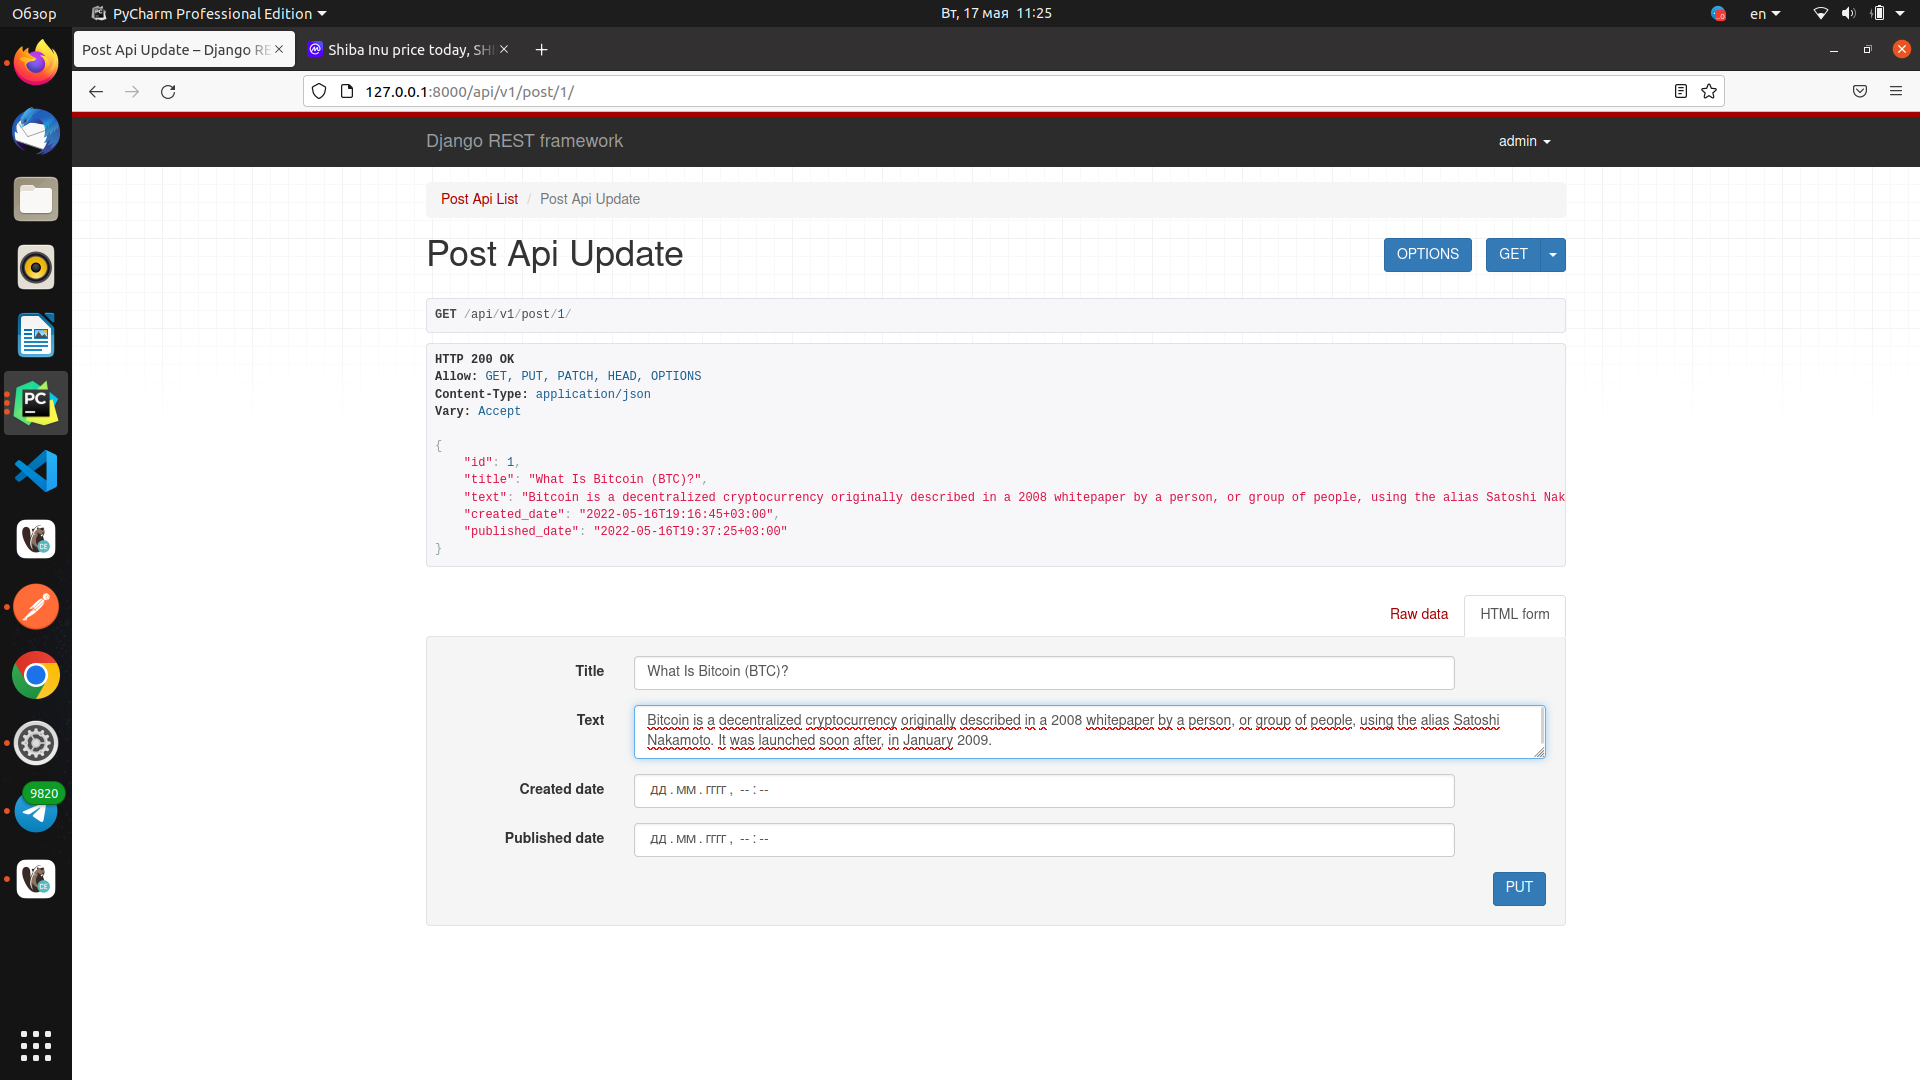 Обзор
PyCharm Professional Edition
Вт, 17 мая 11:25
en
Post Api Update – Django RE
Shiba Inu price today, SHI
127.0.0.1:8000/api/v1/post/1/
Django REST framework
admin
Post Api List / Post Api Update
Post Api Update
OPTIONS
GET
GET /api/v1/post/1/
HTTP 200 OK
Allow: GET, PUT, PATCH, HEAD, OPTIONS
Content-Type: application/json
Vary: Accept
{
"id": 1,
"title": "What Is Bitcoin (BTC)?",
"text": "Bitcoin is a decentralized cryptocurrency originally described in a 2008 whitepaper by a person, or group of people, using the alias Satoshi Nak
"created_date": "2022-05-16T19:16:45+03:00",
"published_date": "2022-05-16T19:37:25+03:00"
}
Raw data
HTML form
Title
What Is Bitcoin (BTC)?
Text
Bitcoin is a decentralized cryptocurrency originally described in a 2008 whitepaper by a person, or group of people, using the alias Satoshi
Nakamoto. It was launched soon after, in January 2009.
Created date
дд.мм.гггг, --:--
Published date
дд.мм.гггг, --:--
PUT
PC
CE
9820
CE